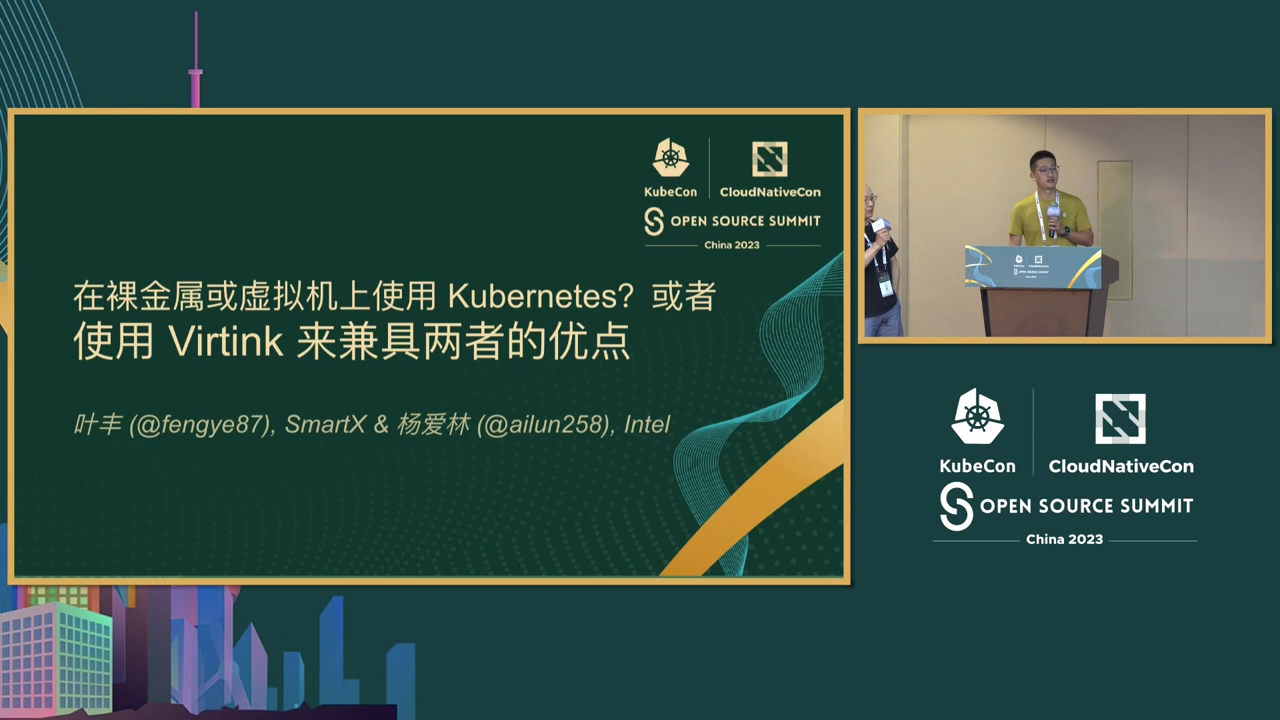 KubeCon
CloudNativeCon
OPEN SOURCE SUMMIT
China 2023
在裸金属或虚拟机上使用 Kubernetes？或者
使用 Virtink 来兼具两者的优点
叶丰 (@fengye87), SmartX & 杨爱林 (@ailun258), Intel
KubeCon
CloudNativeCon
OPEN SOURCE SUMMIT
China 2023